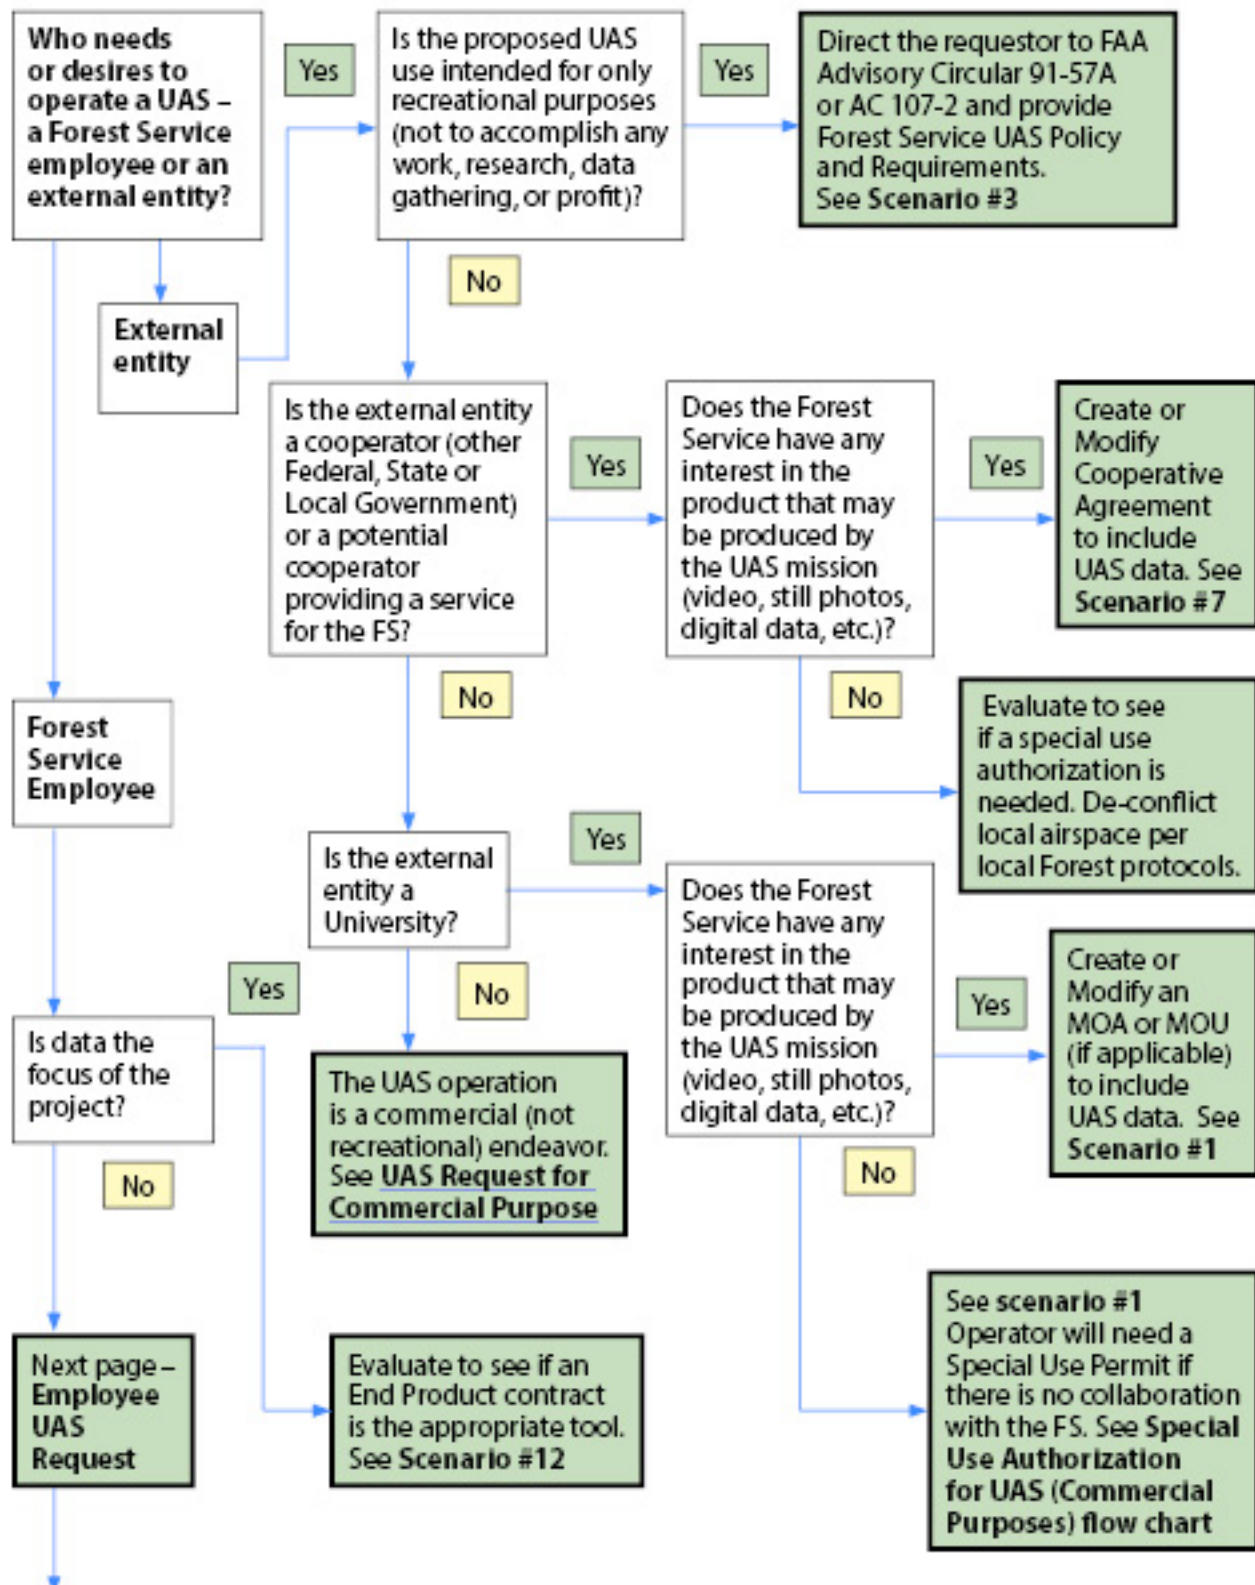 Who needs
or desires to
operate a UAS –
a Forest Service
employee or an
external entity?
Yes
Is the proposed UAS
use intended for only
recreational purposes
(not to accomplish any
work, research, data
gathering, or profit)?
Yes
Direct the requestor to FAA
Advisory Circular 91-57A
or AC 107-2 and provide
Forest Service UAS Policy
and Requirements.
See Scenario #3
No
External
entity
Is the external entity
a cooperator (other
Federal, State or
Local Government)
or a potential
cooperator
providing a service
for the FS?
Yes
Does the Forest
Service have any
interest in the
product that may
be produced by
the UAS mission
(video, still photos,
digital data, etc.)?
Yes
Create or
Modify
Cooperative
Agreement
to include
UAS data. See
Scenario #7
No
No
Evaluate to see
if a special use
authorization is
needed. De-conflict
local airspace per
local Forest protocols.
Forest
Service
Employee
Is the external
entity a
University?
Yes
Does the Forest
Service have any
interest in the
product that may
be produced by
the UAS mission
(video, still photos,
digital data, etc.)?
Yes
Create or
Modify an
MOA or MOU
(if applicable)
to include
UAS data. See
Scenario #1
No
Yes
Is data the
focus of the
project?
The UAS operation
is a commercial (not
recreational) endeavor.
See UAS Request for
Commercial Purpose
No
No
See scenario #1
Operator will need a
Special Use Permit if
there is no collaboration
with the FS. See Special
Use Authorization
for UAS (Commercial
Purposes) flow chart
Next page –
Employee
UAS
Request
Evaluate to see if an
End Product contract
is the appropriate tool.
See Scenario #12